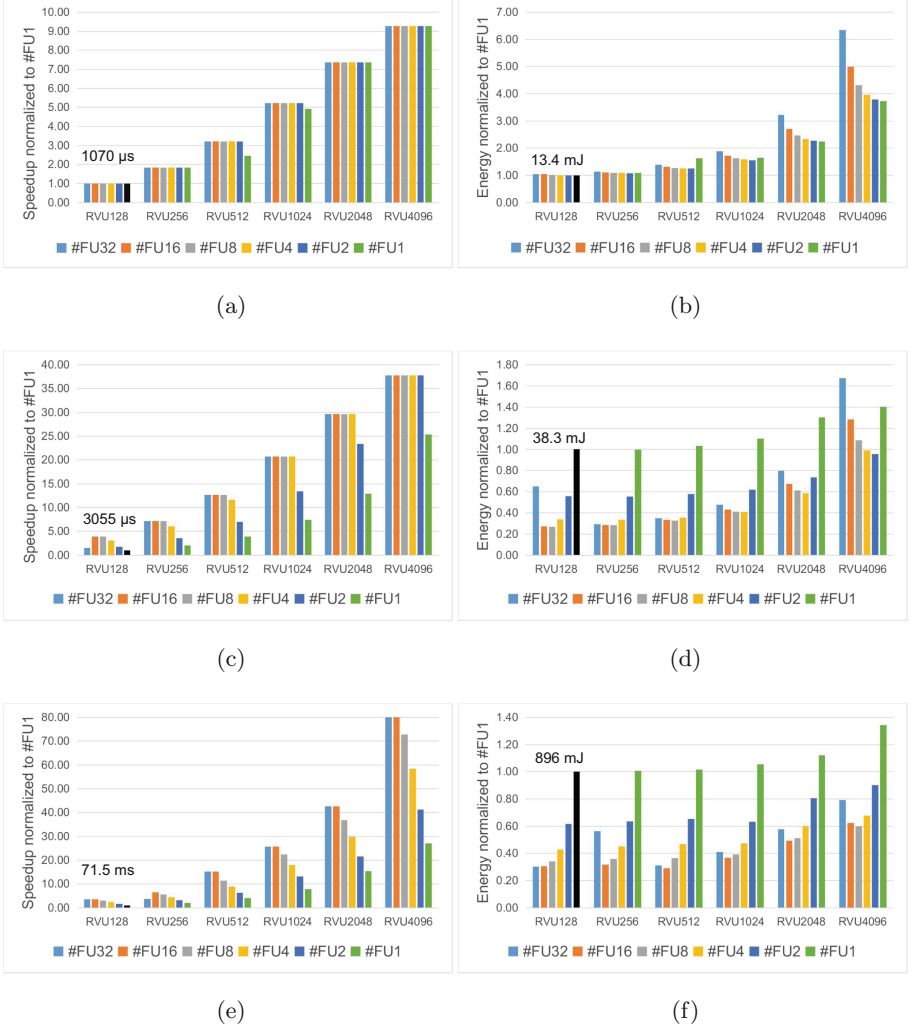 Speedup normalized to #FU1
10.00
9.00
8.00
7.00
6.00
5.00
4.00
3.00
2.00
1.00
0.00
1070 µs
RVU128 RVU256 RVU512 RVU1024 RVU2048 RVU4096
#FU32 #FU16 #FU8 #FU4 #FU2 #FU1
(a)
Energy normalized to #FU1
7.00
6.00
5.00
4.00
3.00
2.00
1.00
0.00
13.4 mJ
RVU128 RVU256 RVU512 RVU1024 RVU2048 RVU4096
#FU32 #FU16 #FU8 #FU4 #FU2 #FU1
(b)
Speedup normalized to #FU1
40.00
35.00
30.00
25.00
20.00
15.00
10.00
5.00
0.00
3055 µs
RVU128 RVU256 RVU512 RVU1024 RVU2048 RVU4096
#FU32 #FU16 #FU8 #FU4 #FU2 #FU1
(c)
Energy normalized to #FU1
1.80
1.60
1.40
1.20
1.00
0.80
0.60
0.40
0.20
0.00
38.3 mJ
RVU128 RVU256 RVU512 RVU1024 RVU2048 RVU4096
#FU32 #FU16 #FU8 #FU4 #FU2 #FU1
(d)
Speedup normalized to #FU1
80.00
70.00
60.00
50.00
40.00
30.00
20.00
10.00
0.00
71.5 ms
RVU128 RVU256 RVU512 RVU1024 RVU2048 RVU4096
#FU32 #FU16 #FU8 #FU4 #FU2 #FU1
(e)
Energy normalized to #FU1
1.40
1.20
1.00
0.80
0.60
0.40
0.20
0.00
896 mJ
RVU128 RVU256 RVU512 RVU1024 RVU2048 RVU4096
#FU32 #FU16 #FU8 #FU4 #FU2 #FU1
(f)